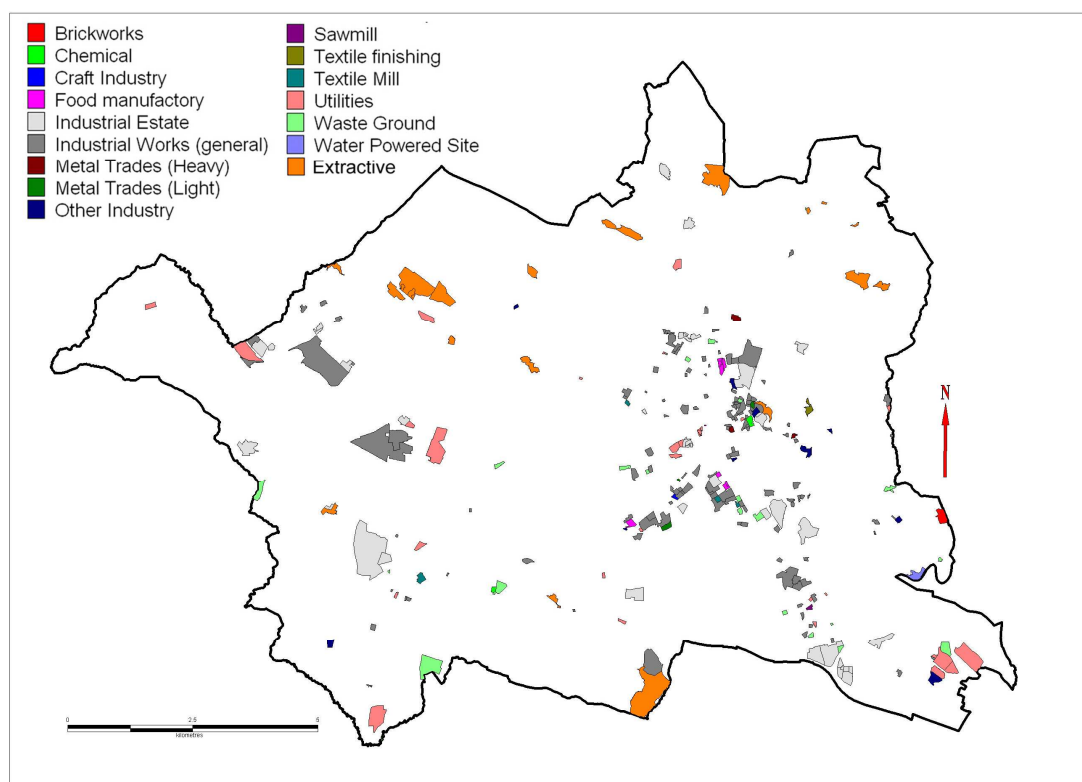 Brickworks
Chemical
Craft Industry
Food manufactory
Industrial Estate
Industrial Works (general)
Metal Trades (Heavy)
Metal Trades (Light)
Other Industry
Sawmill
Textile finishing
Textile Mill
Utilities
Waste Ground
Water Powered Site
Extractive
N
0 2.5 5
kilometres